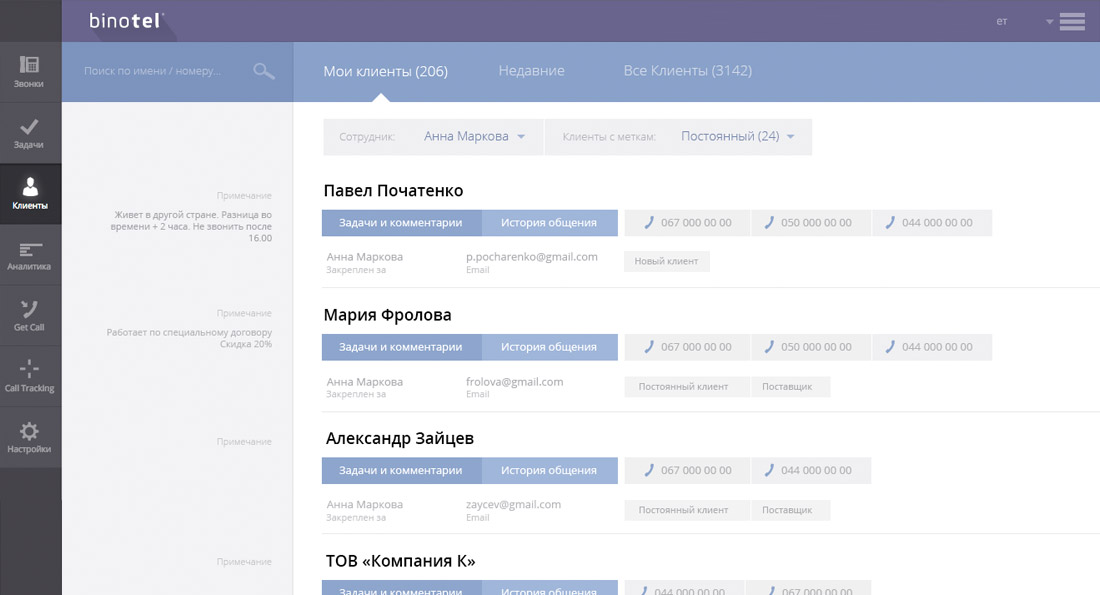 binotel
ет
Звонки
Задачи
Клиенты
Аналитика
Get Call
Call Tracking
Настройки
Поиск по имени / номеру...
Мои клиенты (206) Недавние Все Клиенты (3142)
Сотрудник: Анна Маркова Клиенты с метками: Постоянный (24)
Примечание
Живет в другой стране. Разница во
времени + 2 часа. Не звонить после
16.00
Павел Початенко
Задачи и комментарии История общения 067 000 00 00 050 000 00 00 044 000 00 00
Анна Маркова p.pocharenko@gmail.com Новый клиент
Закреплен за Email
Примечание
Работает по специальному договору
Скидка 20%
Мария Фролова
Задачи и комментарии История общения 067 000 00 00 050 000 00 00 044 000 00 00
Анна Маркова frolova@gmail.com Постоянный клиент Поставщик
Закреплен за Email
Примечание
Александр Зайцев
Задачи и комментарии История общения 067 000 00 00 044 000 00 00
Анна Маркова zaycev@gmail.com Постоянный клиент Поставщик
Закреплен за Email
Примечание
ТОВ «Компания К»
Задачи и комментарии История общения 044 000 00 00 067 000 00 00